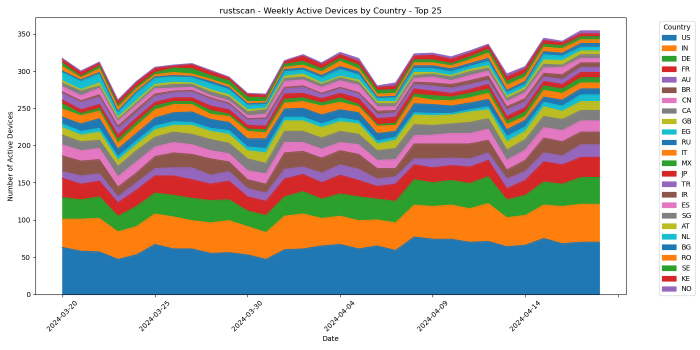 rustscan - Weekly Active Devices by Country - Top 25
Number of Active Devices
350
300
250
200
150
100
50
0
2024-03-20
2024-03-25
2024-03-30
2024-04-04
2024-04-09
2024-04-14
Date
Country
US
IN
DE
FR
AU
BR
CN
CA
GB
EG
RU
IT
MX
JP
TR
IR
ES
SG
AT
NL
BG
RO
SE
KE
NO